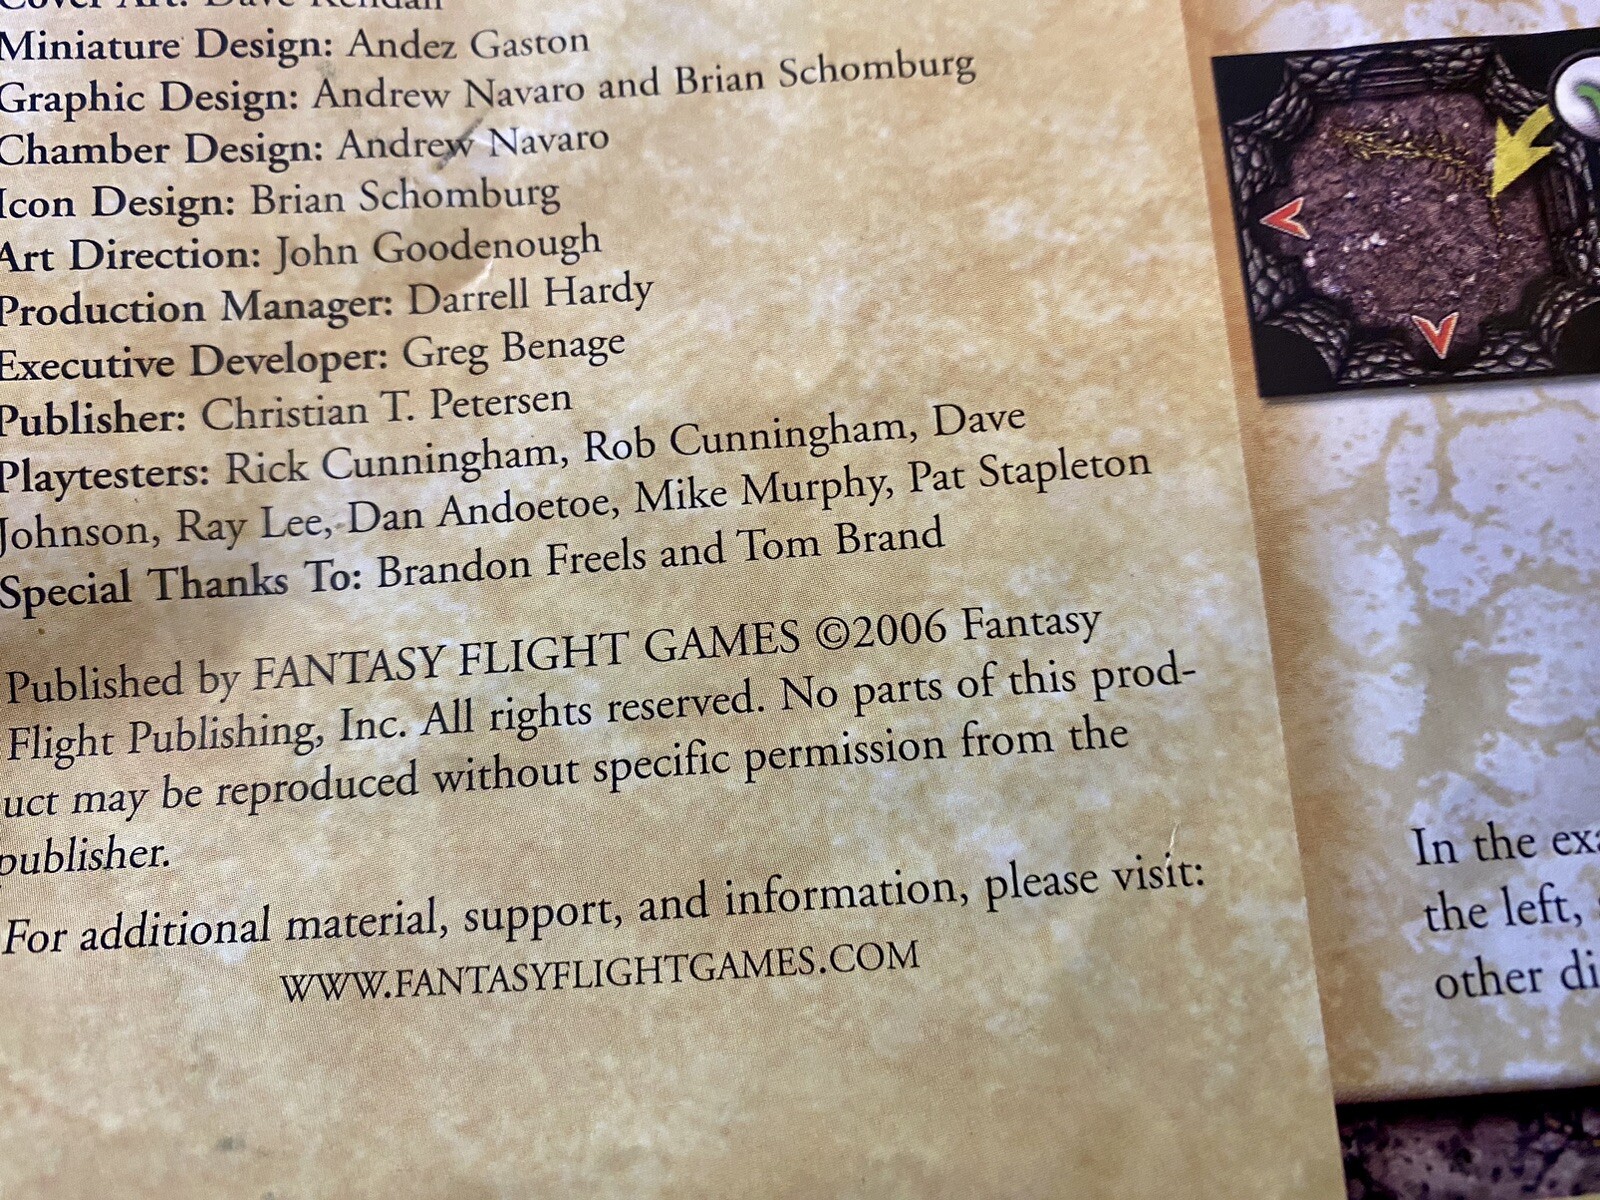 Cover Art: Dave Kendall
Miniature Design: Andez Gaston
Graphic Design: Andrew Navaro and Brian Schomburg
Chamber Design: Andrew Navaro
Icon Design: Brian Schomburg
Art Direction: John Goodenough
Production Manager: Darrell Hardy
Executive Developer: Greg Benage
Publisher: Christian T. Petersen
Playtesters: Rick Cunningham, Rob Cunningham, Dave
Johnson, Ray Lee, Dan Andoetoe, Mike Murphy, Pat Stapleton
Special Thanks To: Brandon Freels and Tom Brand
Published by FANTASY FLIGHT GAMES ©2006 Fantasy
Flight Publishing, Inc. All rights reserved. No parts of this prod-
uct may be reproduced without specific permission from the
publisher.
For additional material, support, and information, please visit:
WWW.FANTASYFLIGHTGAMES.COM
In the
the left,
other